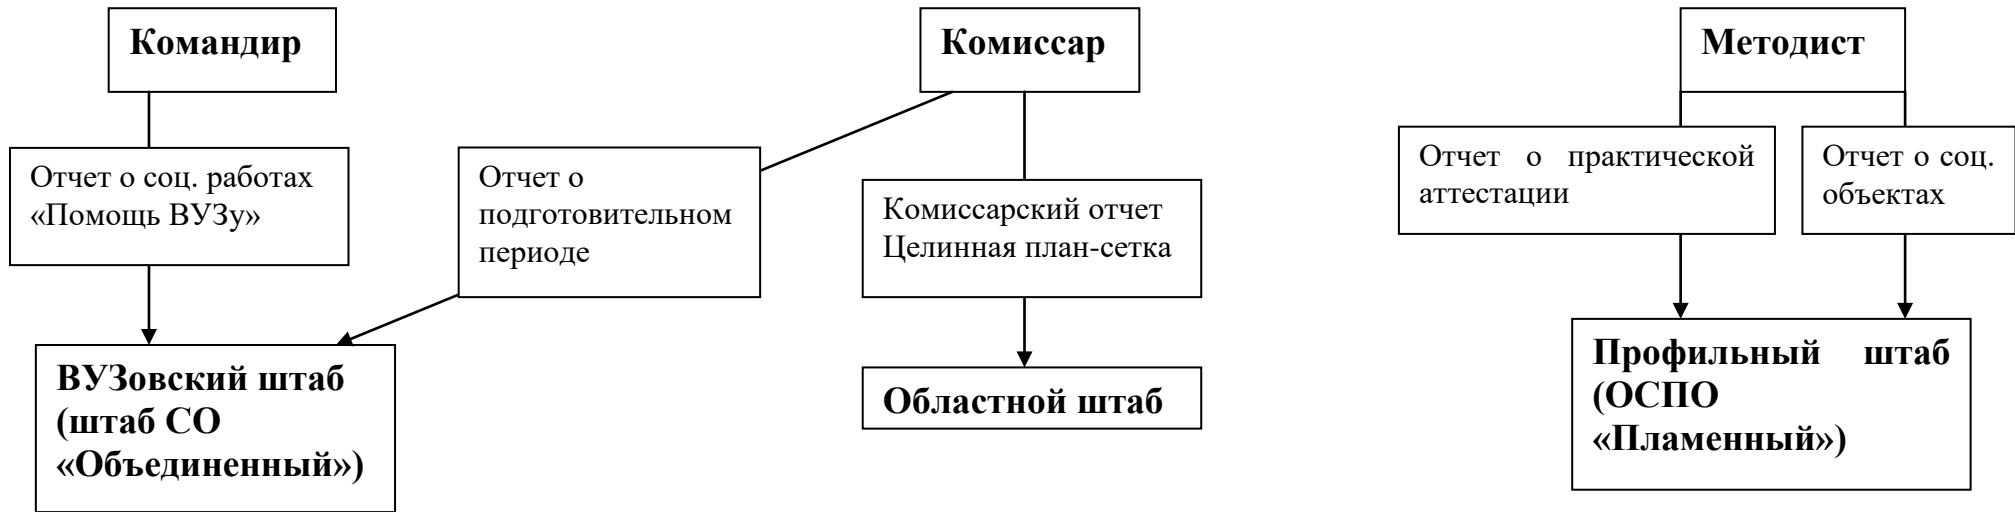 Командир
Комиссар
Методист
Отчет о соц. работах
«Помощь ВУЗу»
Отчет о
подготовительном
периоде
Комиссарский отчет
Целинная план-сетка
Отчет о практической
аттестации
Отчет о соц.
объектах
ВУЗовский штаб
(штаб СО
«Объединенный»)
Областной штаб
Профильный штаб
(ОСПО
«Пламенный»)